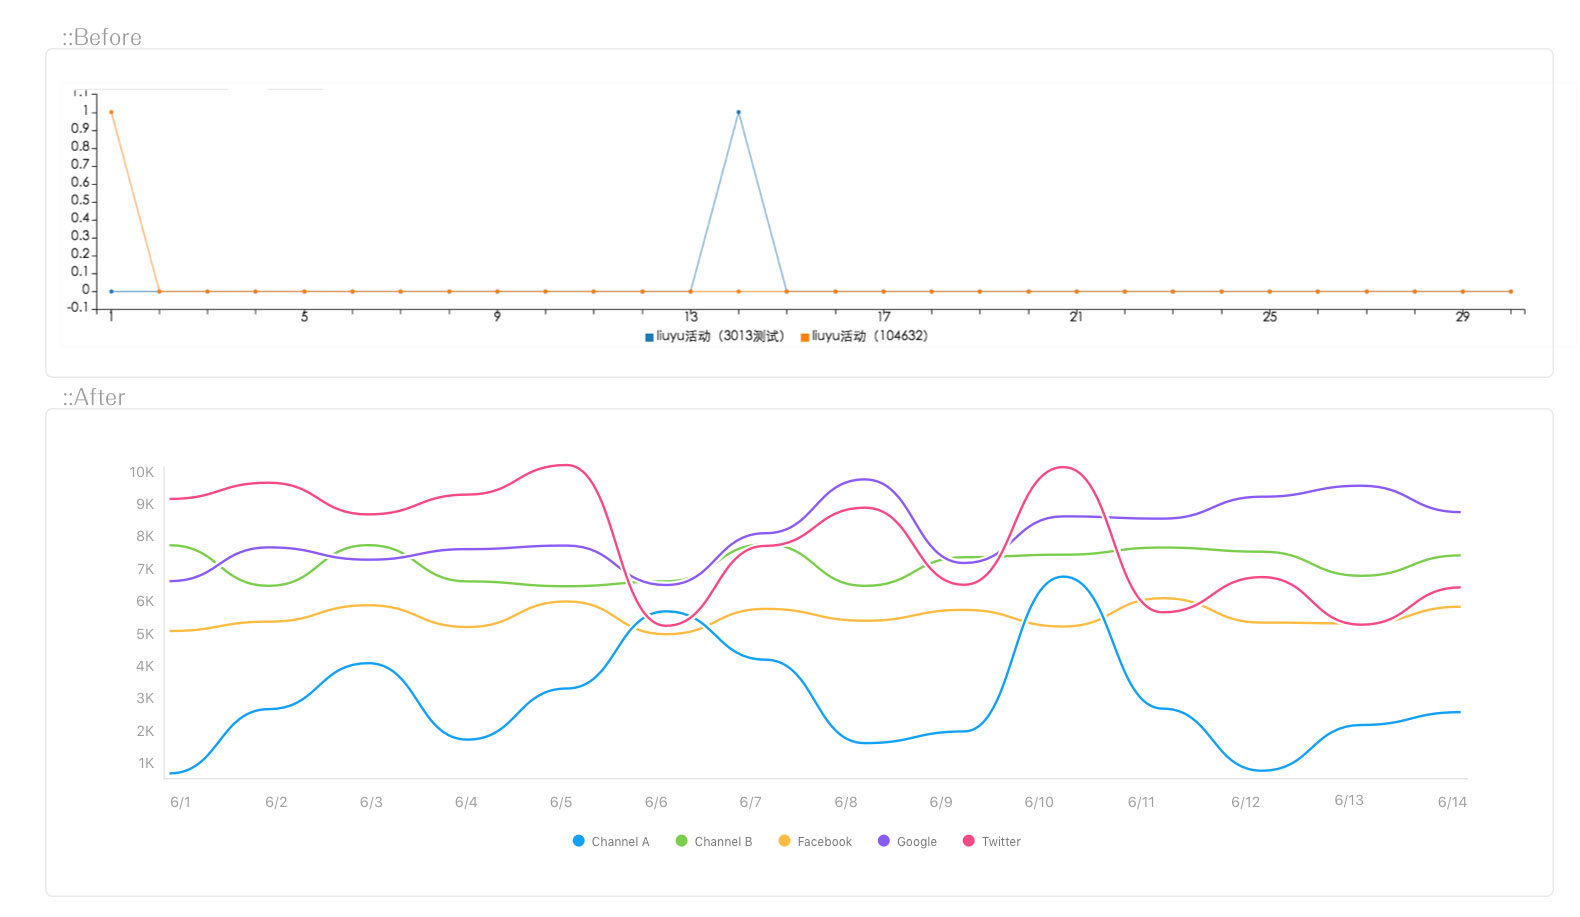 ::Before
1.1
1
0.9
0.8
0.7
0.6
0.5
0.4
0.3
0.2
0.1
0
-0.1
1 5 9 13 17 21 25 29
liuyu活动（3013测试） liuyu活动（104632）
::After
10K
9K
8K
7K
6K
5K
4K
3K
2K
1K
6/1 6/2 6/3 6/4 6/5 6/6 6/7 6/8 6/9 6/10 6/11 6/12 6/13 6/14
Channel A Channel B Facebook Google Twitter